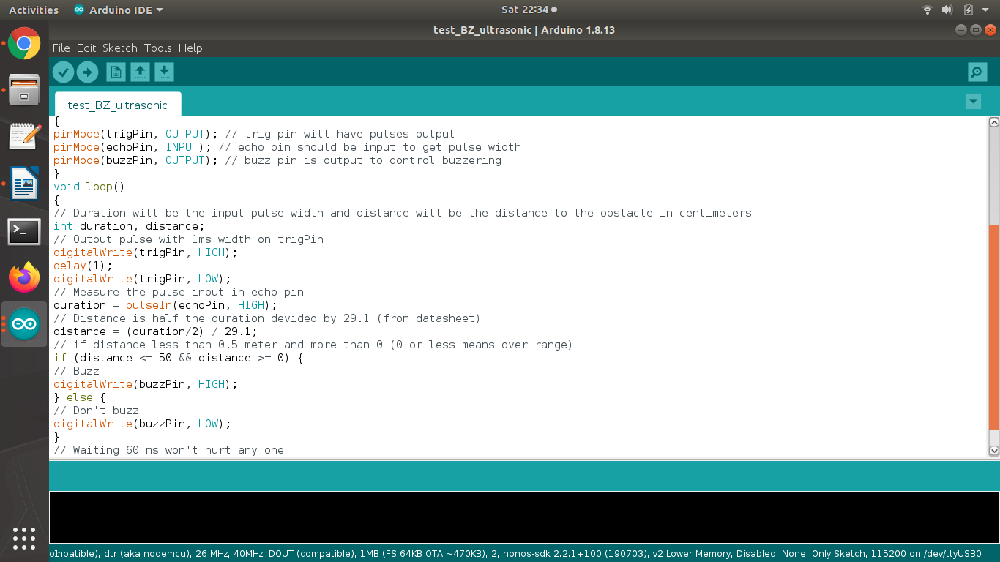 Activities
Arduino IDE
Sat 22:34
test_BZ_ultrasonic | Arduino 1.8.13
File Edit Sketch Tools Help
test_BZ_ultrasonic
{
pinMode(trigPin, OUTPUT); // trig pin will have pulses output
pinMode(echoPin, INPUT); // echo pin should be input to get pulse width
pinMode(buzzPin, OUTPUT); // buzz pin is output to control buzzering
}
void loop()
{
// Duration will be the input pulse width and distance will be the distance to the obstacle in centimeters
int duration, distance;
// Output pulse with 1ms width on trigPin
digitalWrite(trigPin, HIGH);
delay(1);
digitalWrite(trigPin, LOW);
// Measure the pulse input in echo pin
duration = pulseIn(echoPin, HIGH);
// Distance is half the duration devided by 29.1 (from datasheet)
distance = (duration/2) / 29.1;
// if distance less than 0.5 meter and more than 0 (0 or less means over range)
if (distance <= 50 && distance >= 0) {
// Buzz
digitalWrite(buzzPin, HIGH);
} else {
// Don't buzz
digitalWrite(buzzPin, LOW);
}
// Waiting 60 ms won't hurt any one
ompatible), dtr (aka nodemcu), 26 MHz, 40MHz, DOUT (compatible), 1MB (FS:64KB OTA:~470KB), 2, nonos-sdk 2.2.1+100 (190703), v2 Lower Memory, Disabled, None, Only Sketch, 115200 on /dev/ttyUSB0